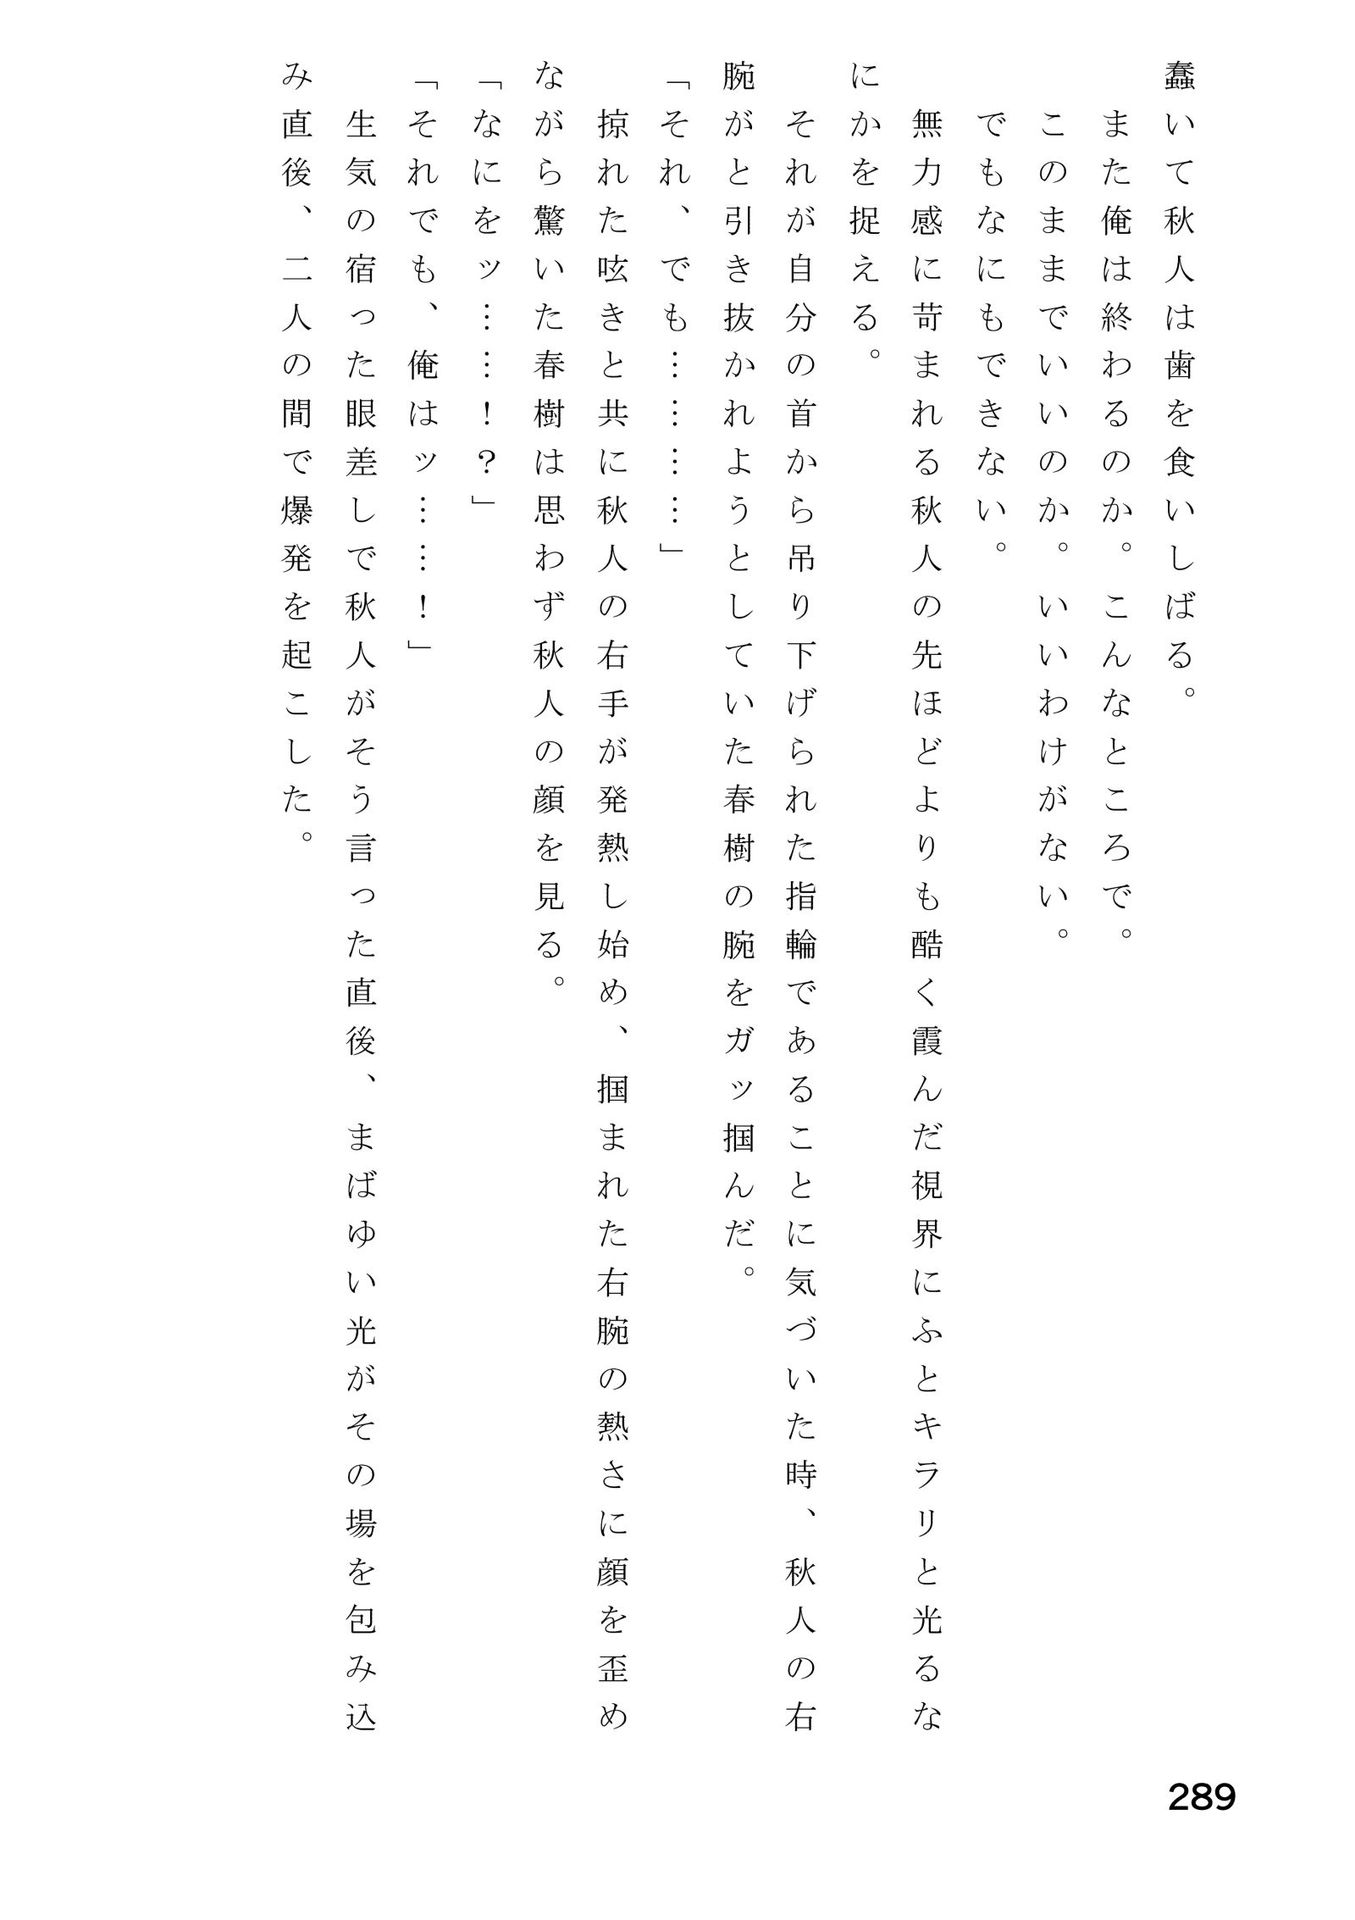 蠢いて秋人は歯を食いしばる。
また俺は終わるのか。こんなところで。
このままでいいのか。いいわけがない。
でもなにもできない。
無力感に苛まれる秋人の先ほどよりも酷く霞んだ視界にふとキラリと光るな
にかを捉える。
それが自分の首から吊り下げられた指輪であることに気づいた時、秋人の右
腕がと引き抜かれようとしていた春樹の腕をガッ掴んだ。
「それ、でも…………」
掠れた呟きと共に秋人の右手が発熱し始め、掴まれた右腕の熱さに顔を歪め
ながら驚いた春樹は思わず秋人の顔を見る。
「なにをッ……！？」
「それでも、俺はッ……！」
生気の宿った眼差しで秋人がそう言った直後、まばゆい光がその場を包み込
み直後、二人の間で爆発を起こした。
289